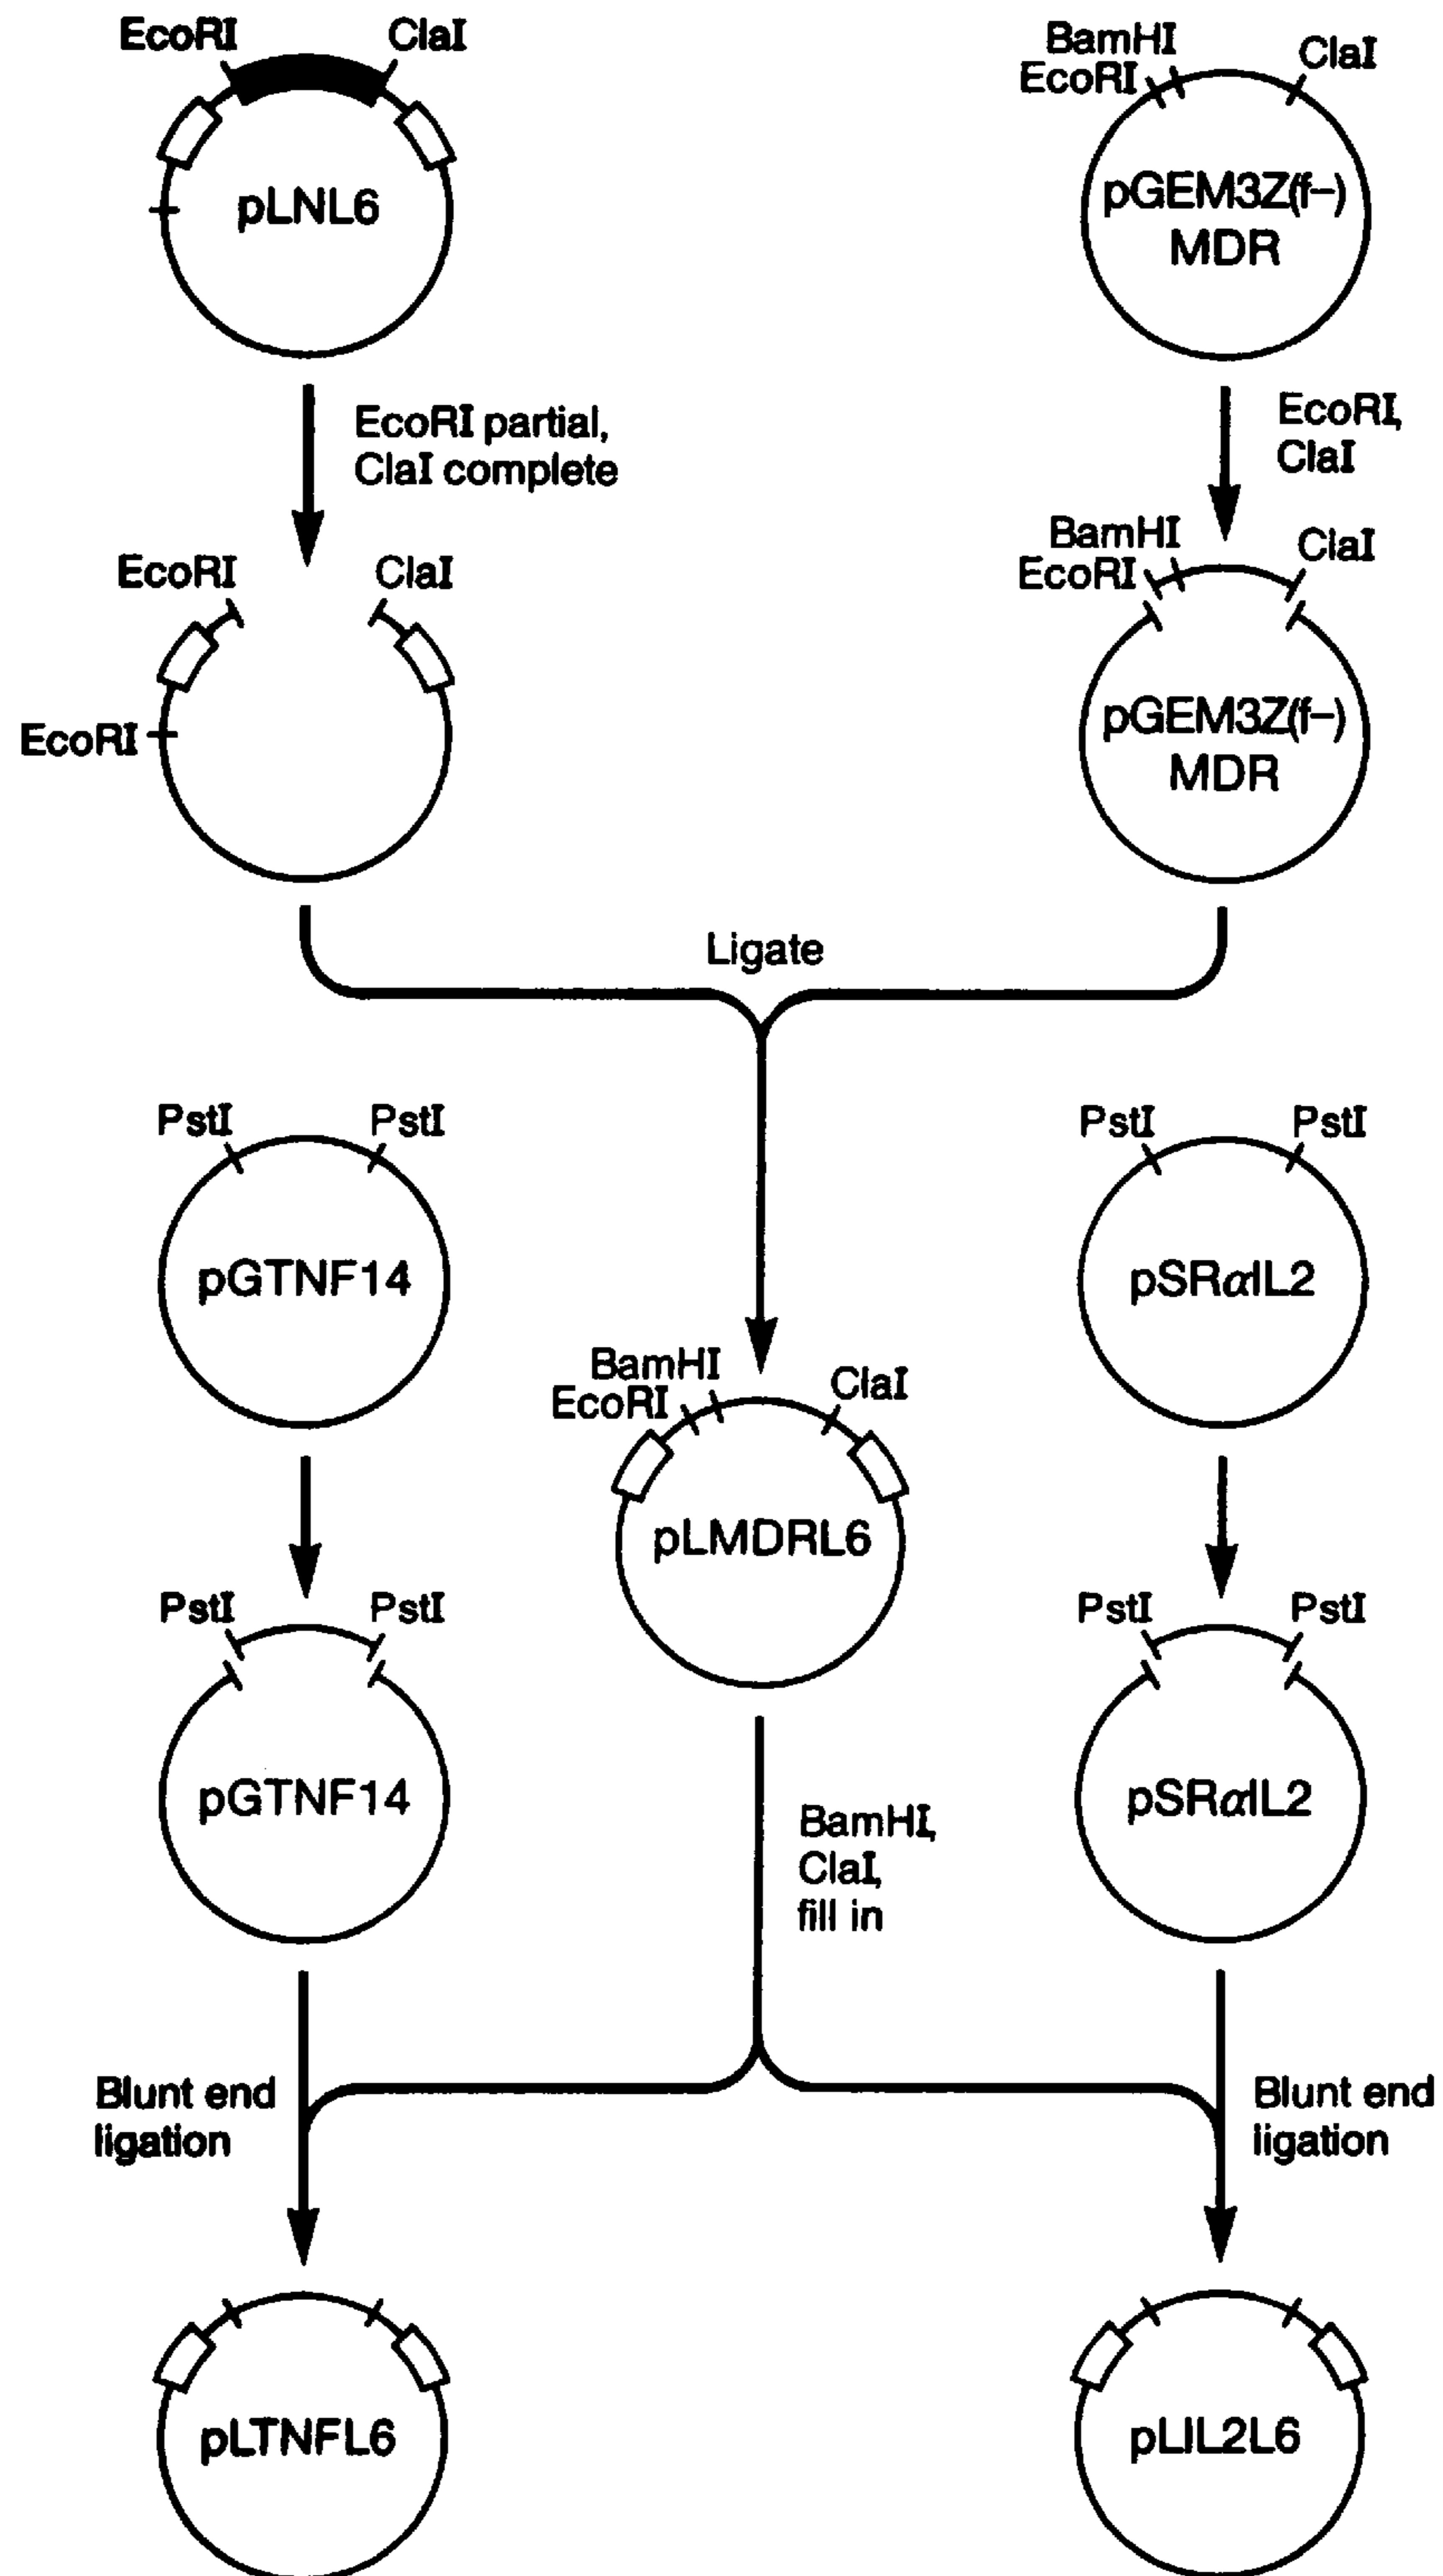 EcoRI
ClaI
pLNL6
BamHI
EcoRI
ClaI
pGEM3Z(f–)
MDR
EcoRI partial,
ClaI complete
EcoRI,
ClaI
EcoRI
ClaI
EcoRI
BamHI
EcoRI
ClaI
pGEM3Z(f–)
MDR
Ligate
PstI
PstI
pGTNF14
PstI
PstI
pSRαIL2
BamHI
EcoRI
ClaI
pLMDRL6
PstI
PstI
pGTNF14
PstI
PstI
pSRαIL2
BamHI,
ClaI,
fill in
Blunt end
ligation
Blunt end
ligation
pLTNFL6
pLIL2L6